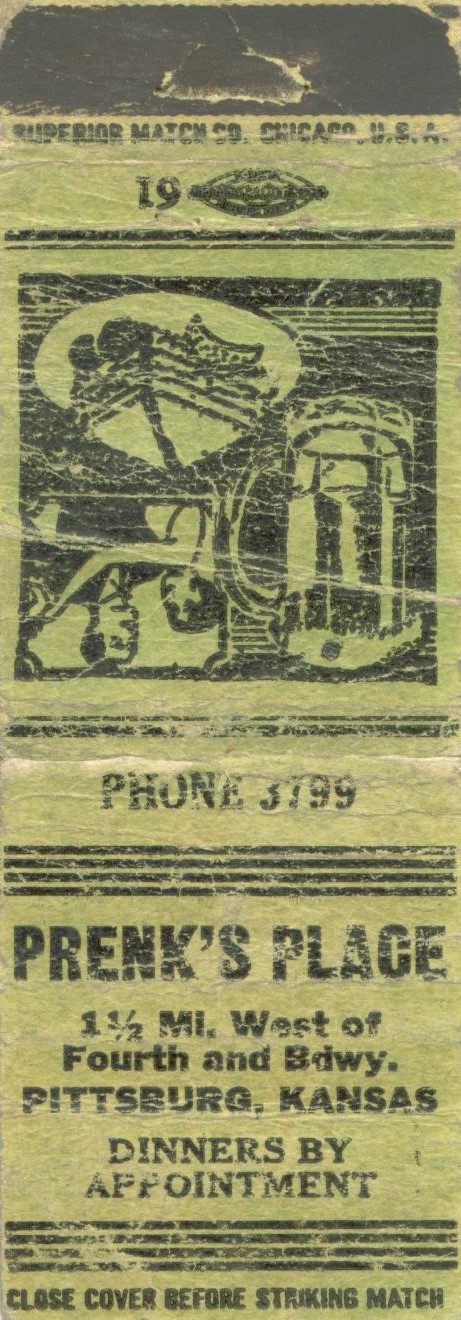 SUPERIOR MATCH CO. CHICAGO, U.S.A.
19
PHONE 3799
PRENK'S PLACE
1½ Mi. West of
Fourth and Bdwy.
PITTSBURG, KANSAS
DINNERS BY
APPOINTMENT
CLOSE COVER BEFORE STRIKING MATCH